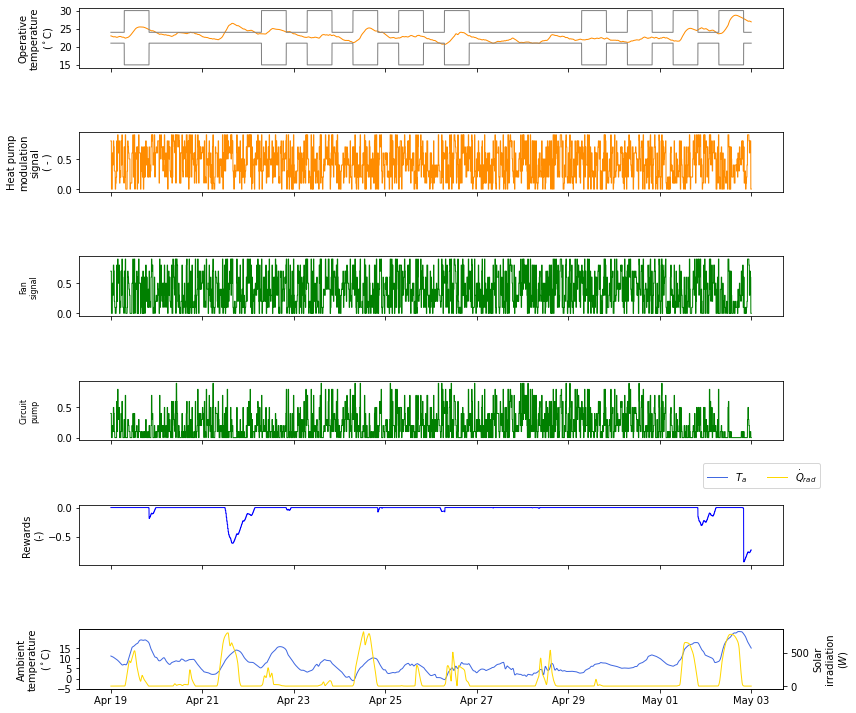 30
25
20
15
Operative
temperature
(°C)
0.5
0.0
Heat pump
modulation
signal
( - )
0.5
0.0
Fan
signal
0.5
0.0
Circuit
pump
T_a
Q̇_rad
0.0
−0.5
Rewards
(-)
15
10
5
0
−5
Ambient
temperature
(°C)
500
0
Solar
irradiation
(W)
Apr 19 Apr 21 Apr 23 Apr 25 Apr 27 Apr 29 May 01 May 03